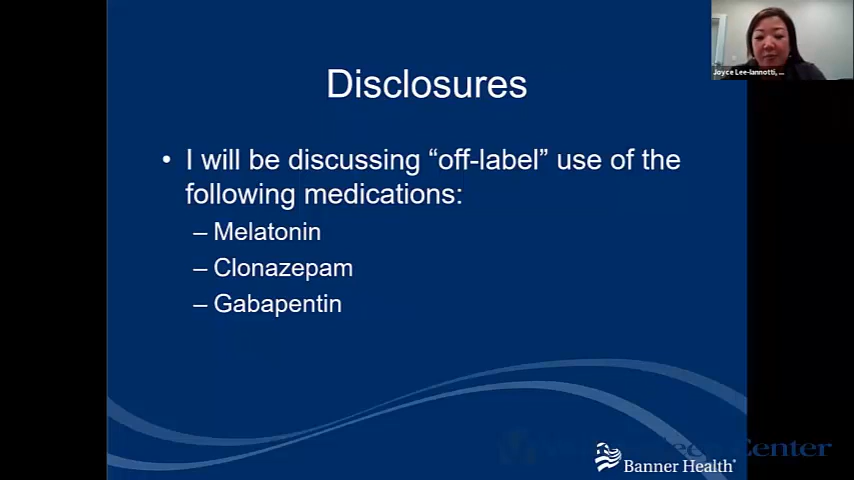 Disclosures
• I will be discussing “off-label” use of the
following medications:
– Melatonin
– Clonazepam
– Gabapentin
Banner Health
Center
Joyce Lee-Iannotti, ...